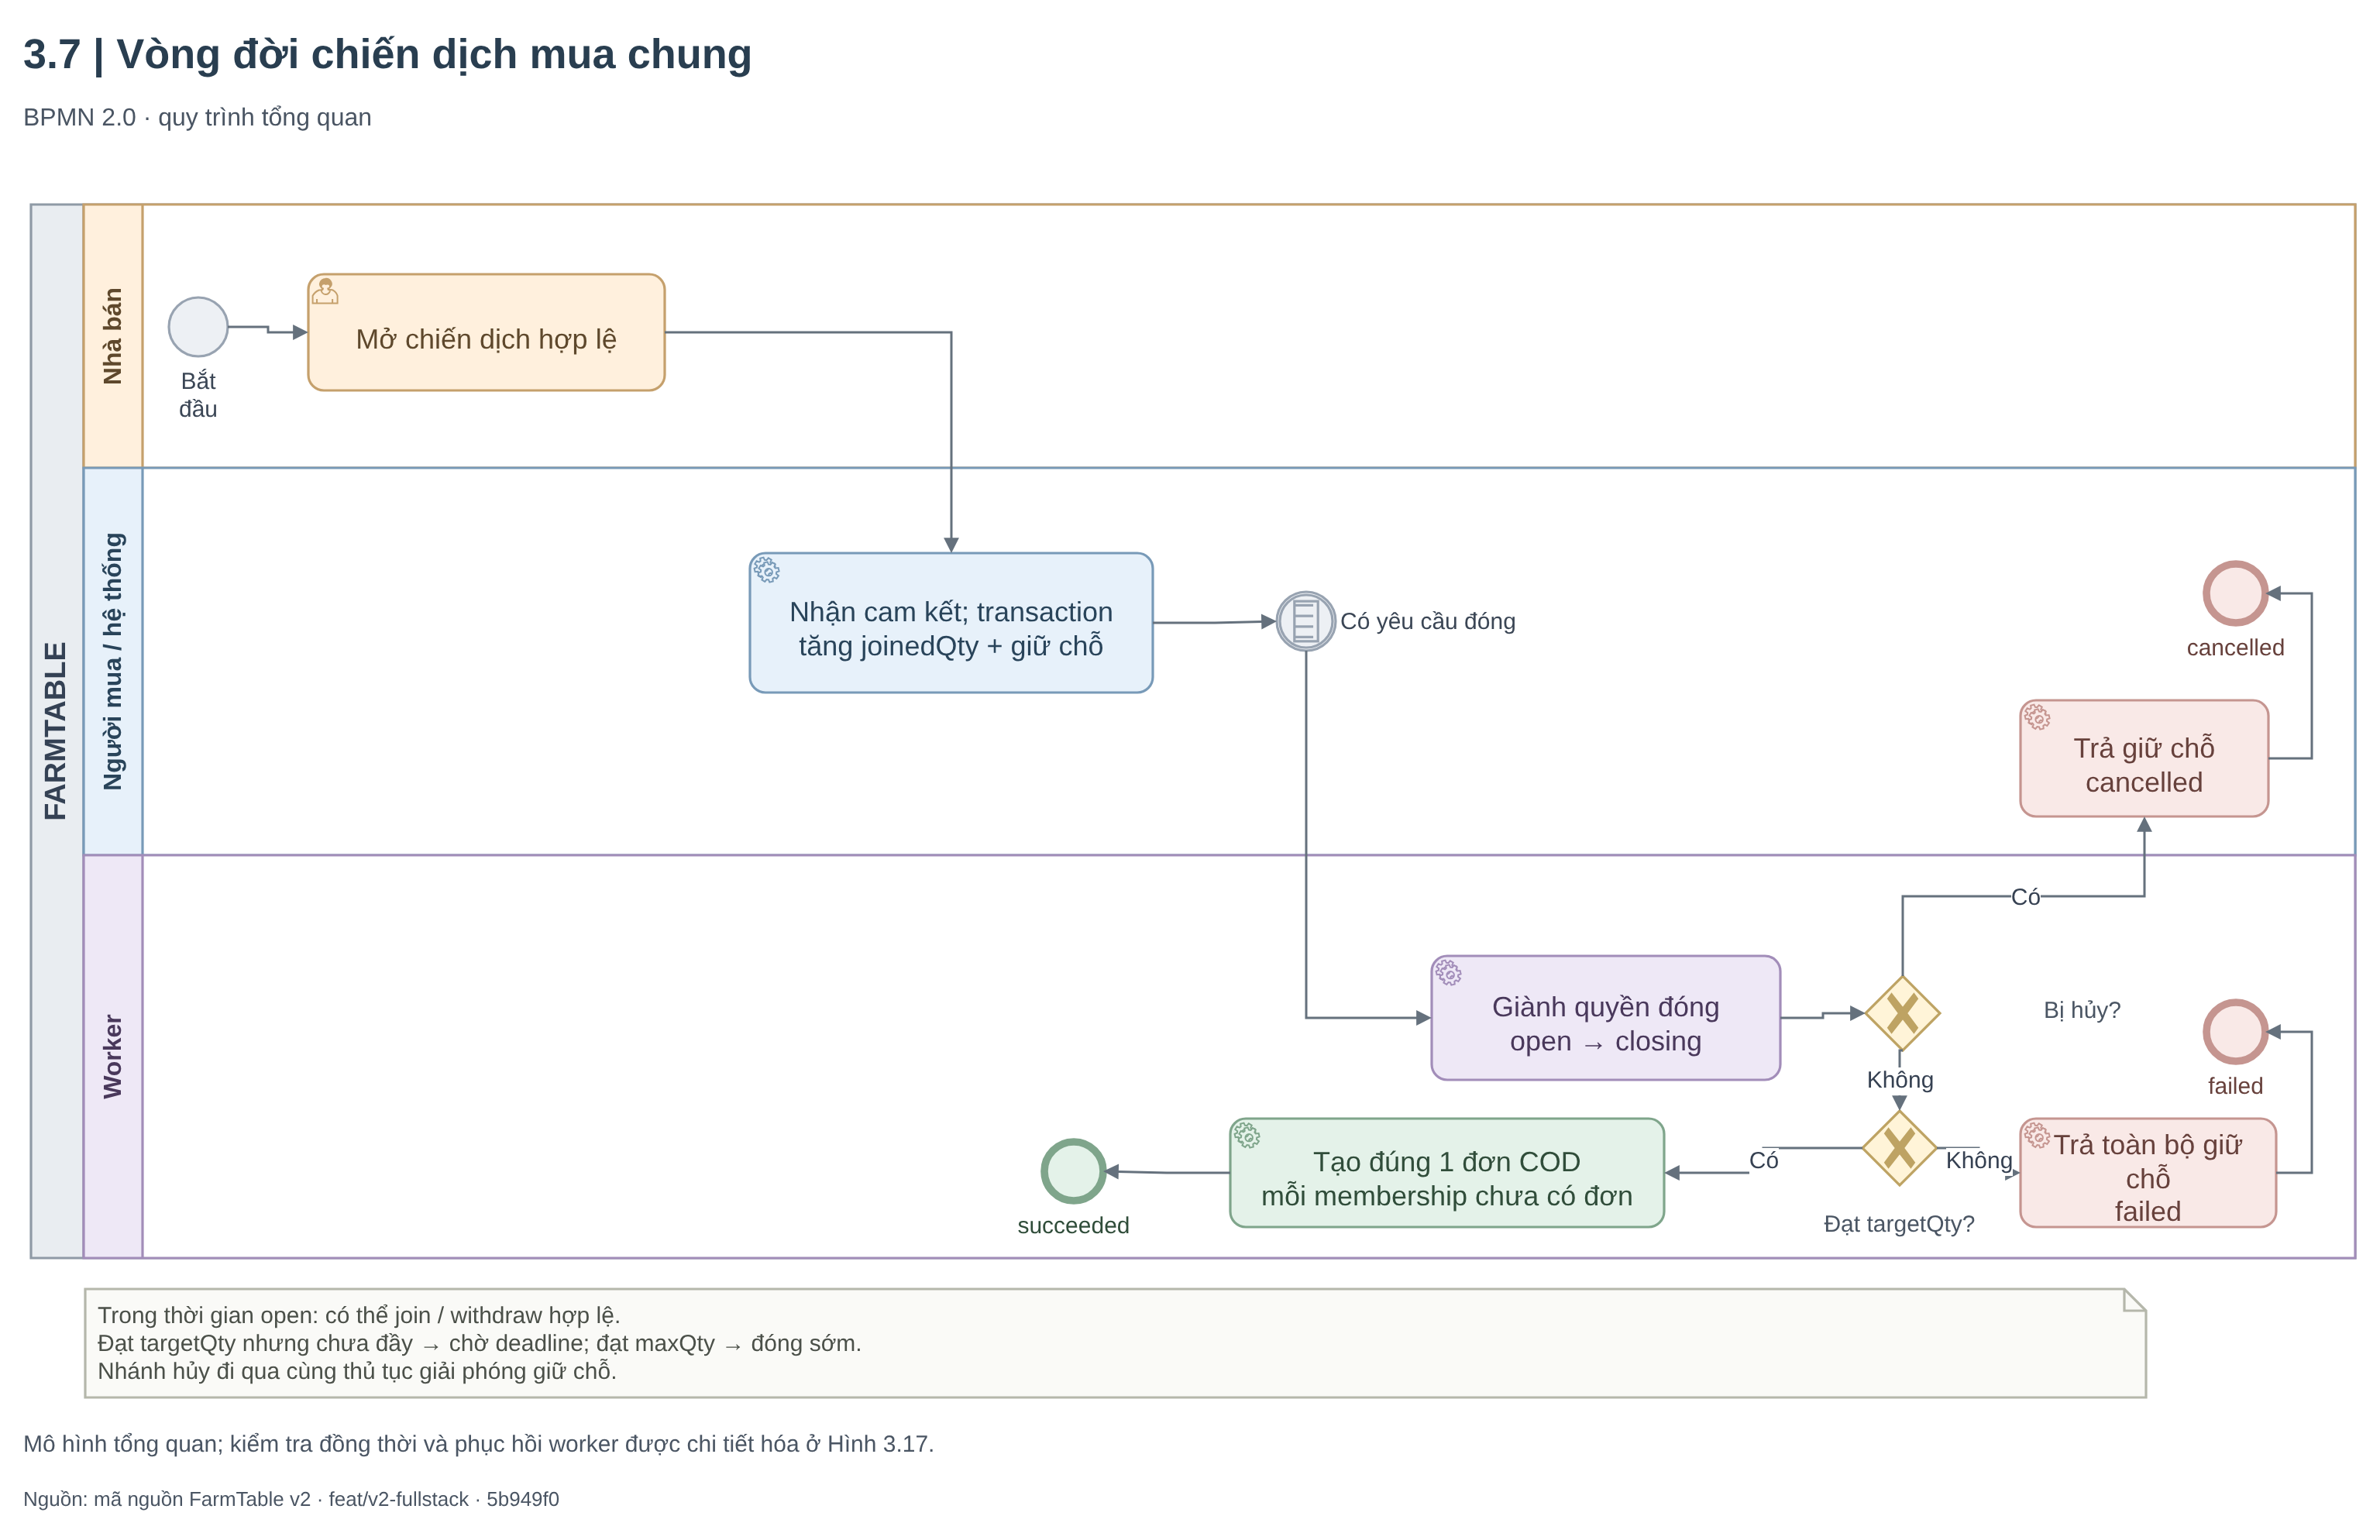 3.7 | Vòng đời chiến dịch mua chung
BPMN 2.0 · quy trình tổng quan
FARMTABLE
Nhà bán
Bắt
đầu
Mở chiến dịch hợp lệ
Người mua / hệ thống
Nhận cam kết; transaction
tăng joinedQty + giữ chỗ
Có yêu cầu đóng
cancelled
Trả giữ chỗ
cancelled
Worker
Có
Giành quyền đóng
open → closing
Bị hủy?
Không
failed
succeeded
Tạo đúng 1 đơn COD
mỗi membership chưa có đơn
Có
Không
Đạt targetQty?
Trả toàn bộ giữ
chỗ
failed
Trong thời gian open: có thể join / withdraw hợp lệ.
Đạt targetQty nhưng chưa đầy → chờ deadline; đạt maxQty → đóng sớm.
Nhánh hủy đi qua cùng thủ tục giải phóng giữ chỗ.
Mô hình tổng quan; kiểm tra đồng thời và phục hồi worker được chi tiết hóa ở Hình 3.17.
Nguồn: mã nguồn FarmTable v2 · feat/v2-fullstack · 5b949f0